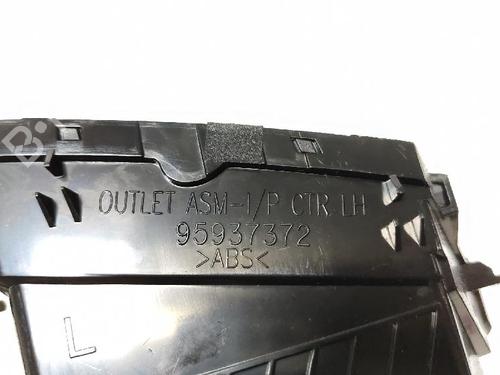 OUTLET ASM-I/P CTR LH
95937372
>ABS<
L